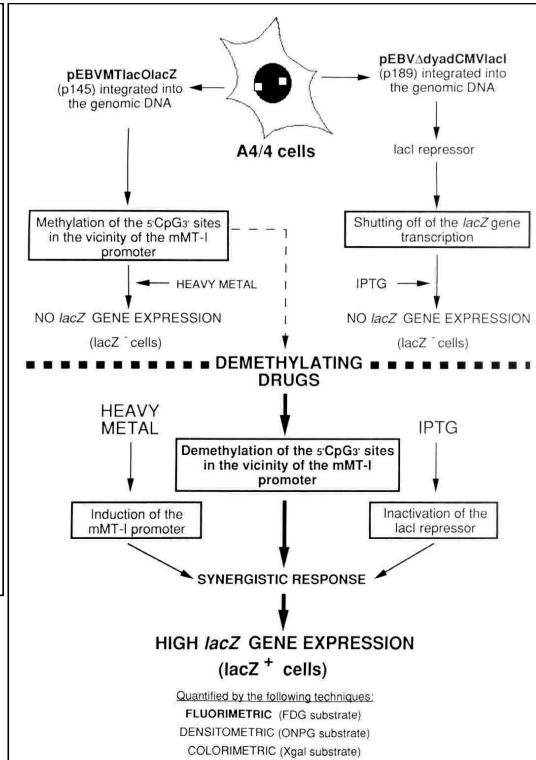 pEBVMTlacOlacZ
(p145) integrated into
the genomic DNA
A4/4 cells
pEBVΔdyadCMVlacI
(p189) integrated into
the genomic DNA
lacI repressor
Methylation of the 5'CpG3' sites
in the vicinity of the mMT-I
promoter
Shutting off of the lacZ gene
transcription
HEAVY METAL
IPTG
NO lacZ GENE EXPRESSION
(lacZ - cells)
NO lacZ GENE EXPRESSION
(lacZ - cells)
DEMETHYLATING
DRUGS
HEAVY
METAL
IPTG
Demethylation of the 5'CpG3' sites
in the vicinity of the mMT-I
promoter
Induction of the
mMT-I promoter
Inactivation of the
lacI repressor
SYNERGISTIC RESPONSE
HIGH lacZ GENE EXPRESSION
(lacZ + cells)
Quantified by the following techniques:
FLUORIMETRIC (FDG substrate)
DENSITOMETRIC (ONPG substrate)
COLORIMETRIC (Xgal substrate)